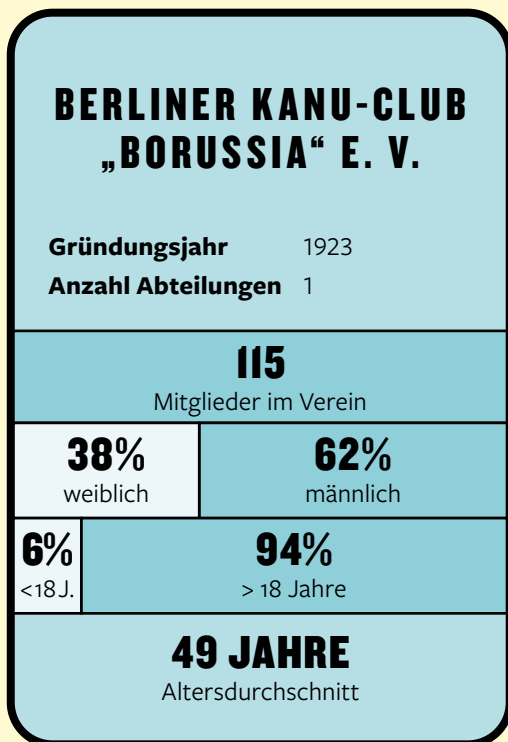 BERLINER KANU-CLUB
„BORUSSIA“ E. V.
Gründungsjahr 1923
Anzahl Abteilungen 1
115
Mitglieder im Verein
38% 62%
weiblich männlich
6% 94%
<18 J. > 18 Jahre
49 JAHRE
Altersdurchschnitt